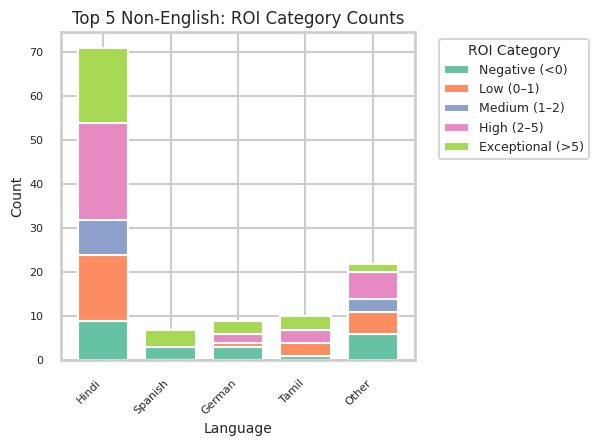 Top 5 Non-English: ROI Category Counts
70
60
50
40
30
20
10
0
Count
Hindi
Spanish
German
Tamil
Other
Language
ROI Category
Negative (<0)
Low (0–1)
Medium (1–2)
High (2–5)
Exceptional (>5)